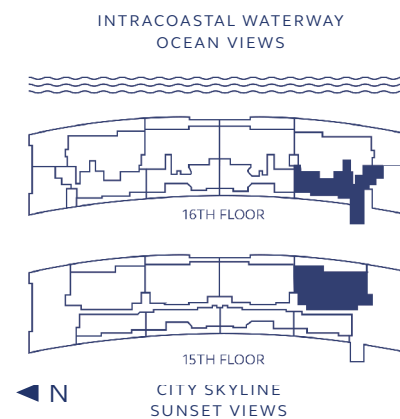 INTRACOASTAL WATERWAY
OCEAN VIEWS
16TH FLOOR
15TH FLOOR
N
CITY SKYLINE
SUNSET VIEWS